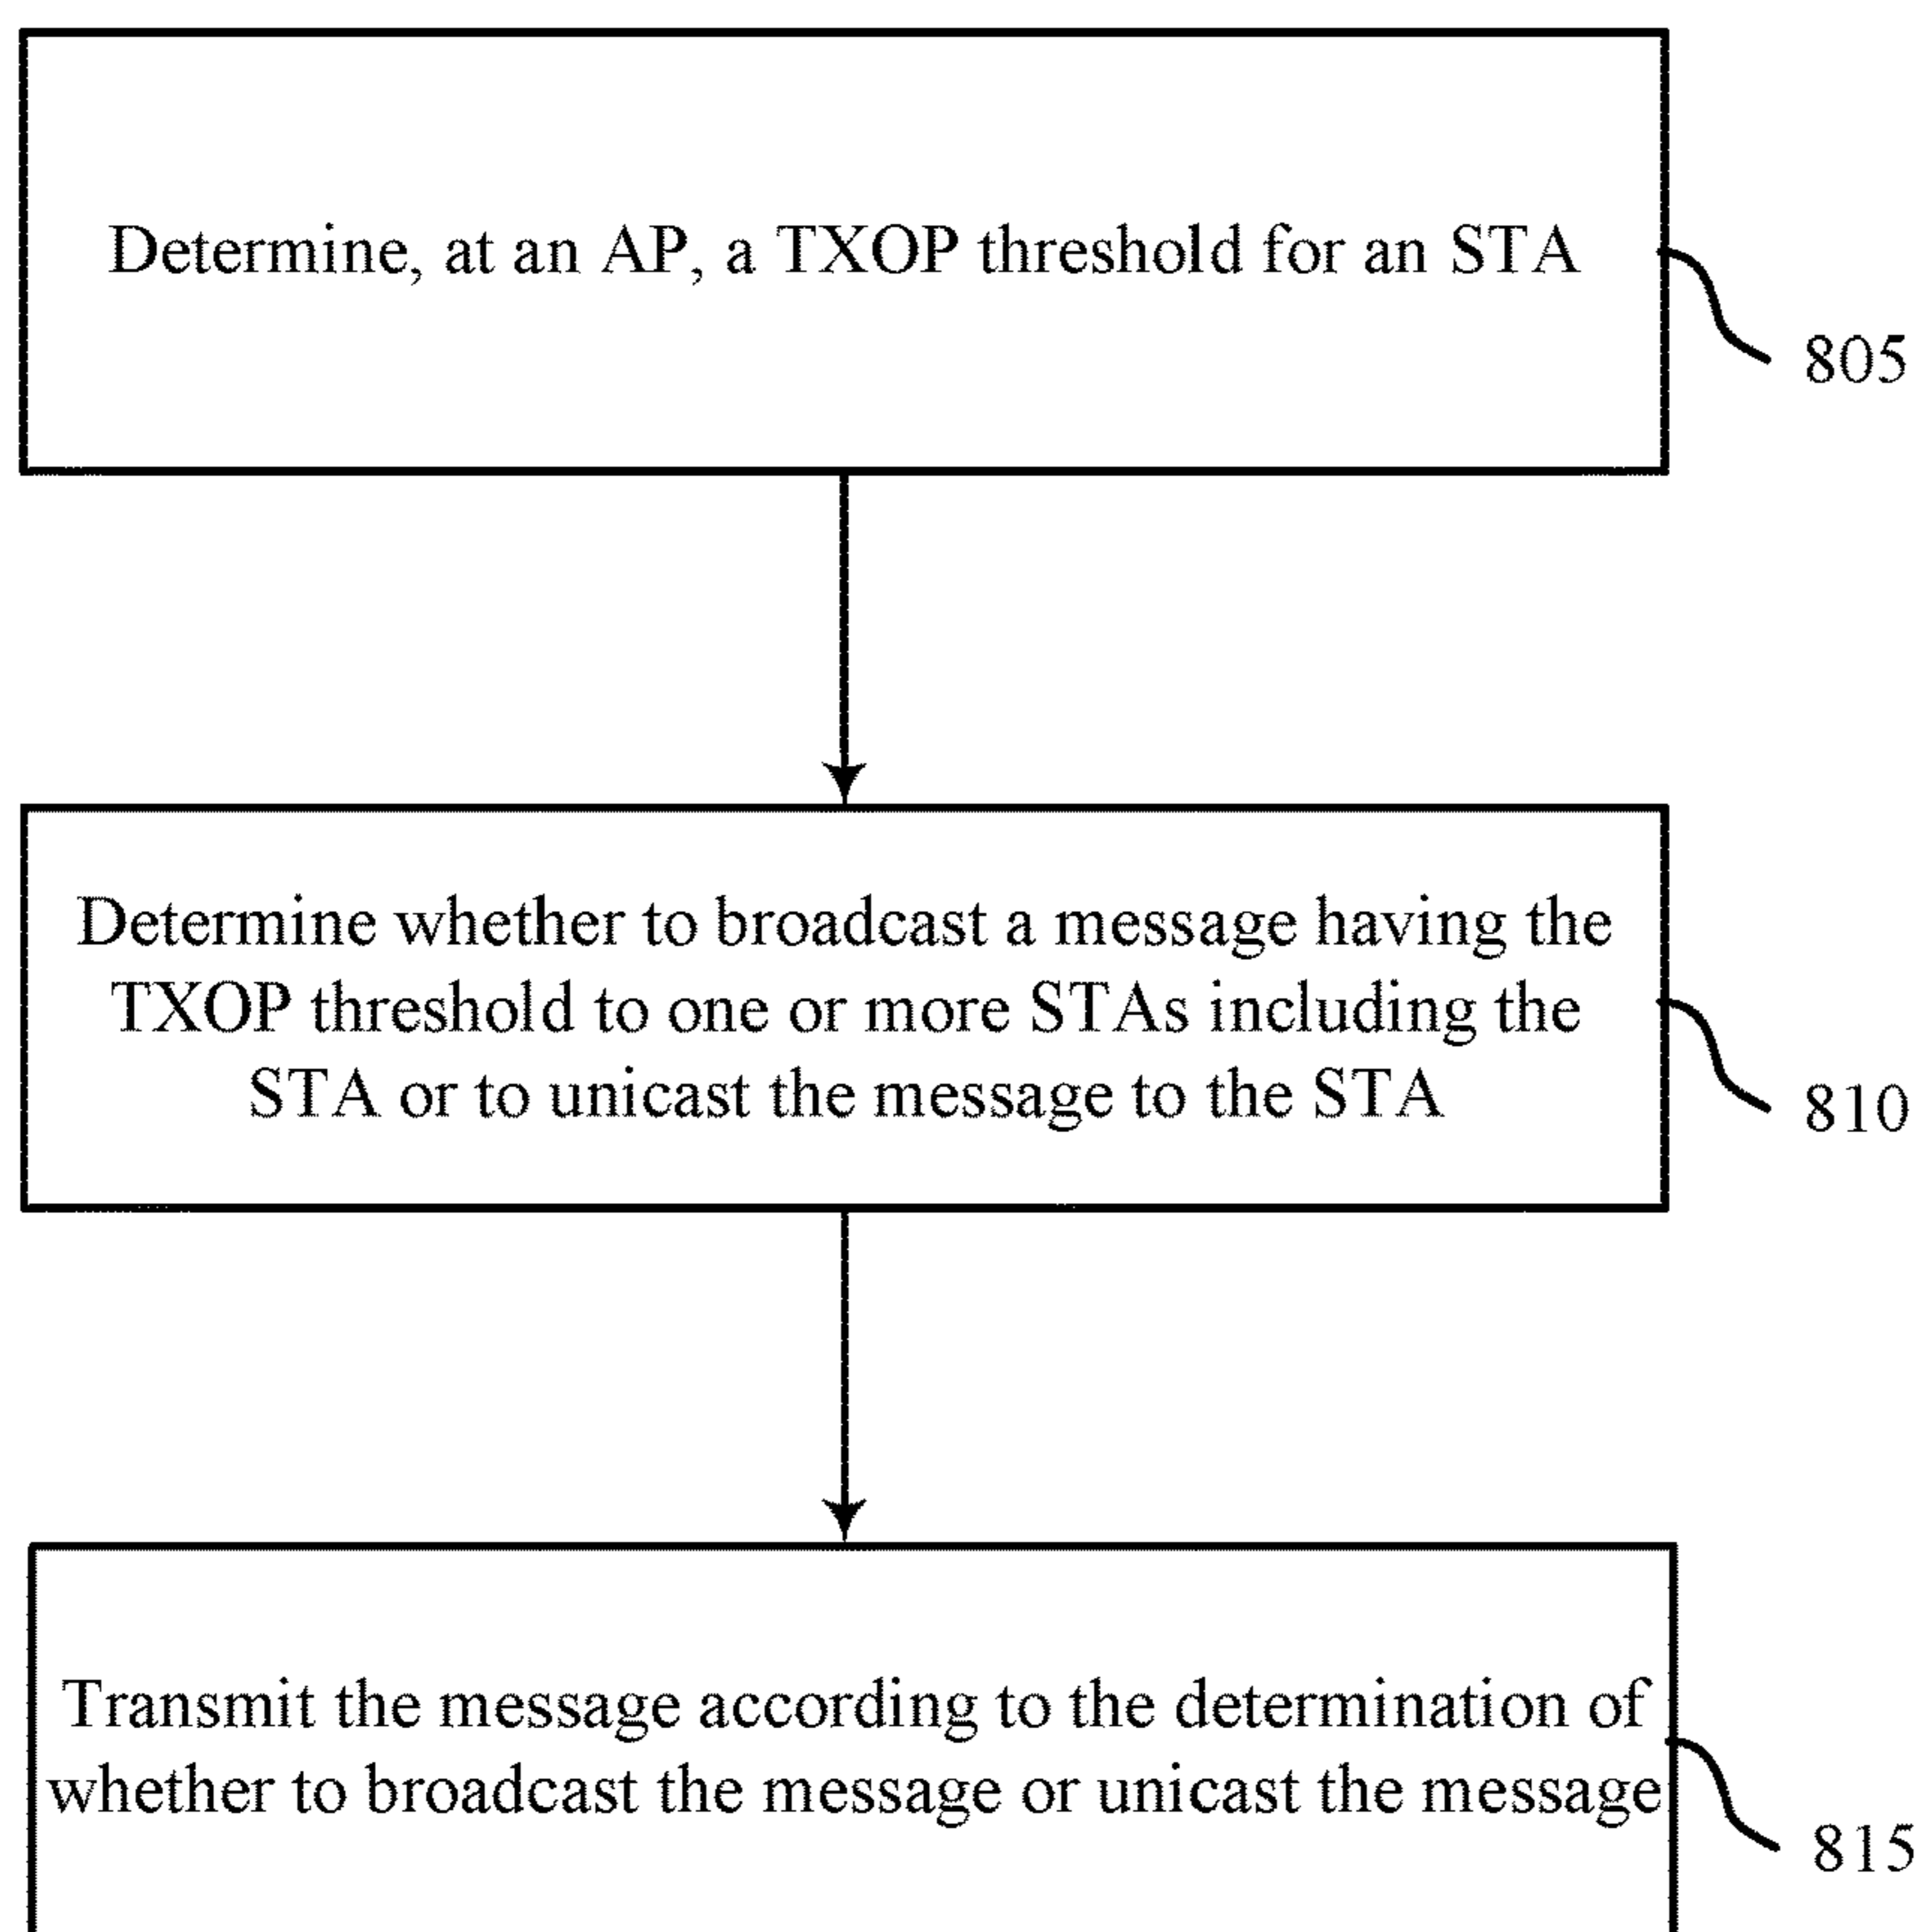 Determine, at an AP, a TXOP threshold for an STA
805
Determine whether to broadcast a message having the
TXOP threshold to one or more STAs including the
STA or to unicast the message to the STA
810
Transmit the message according to the determination of
whether to broadcast the message or unicast the message
815